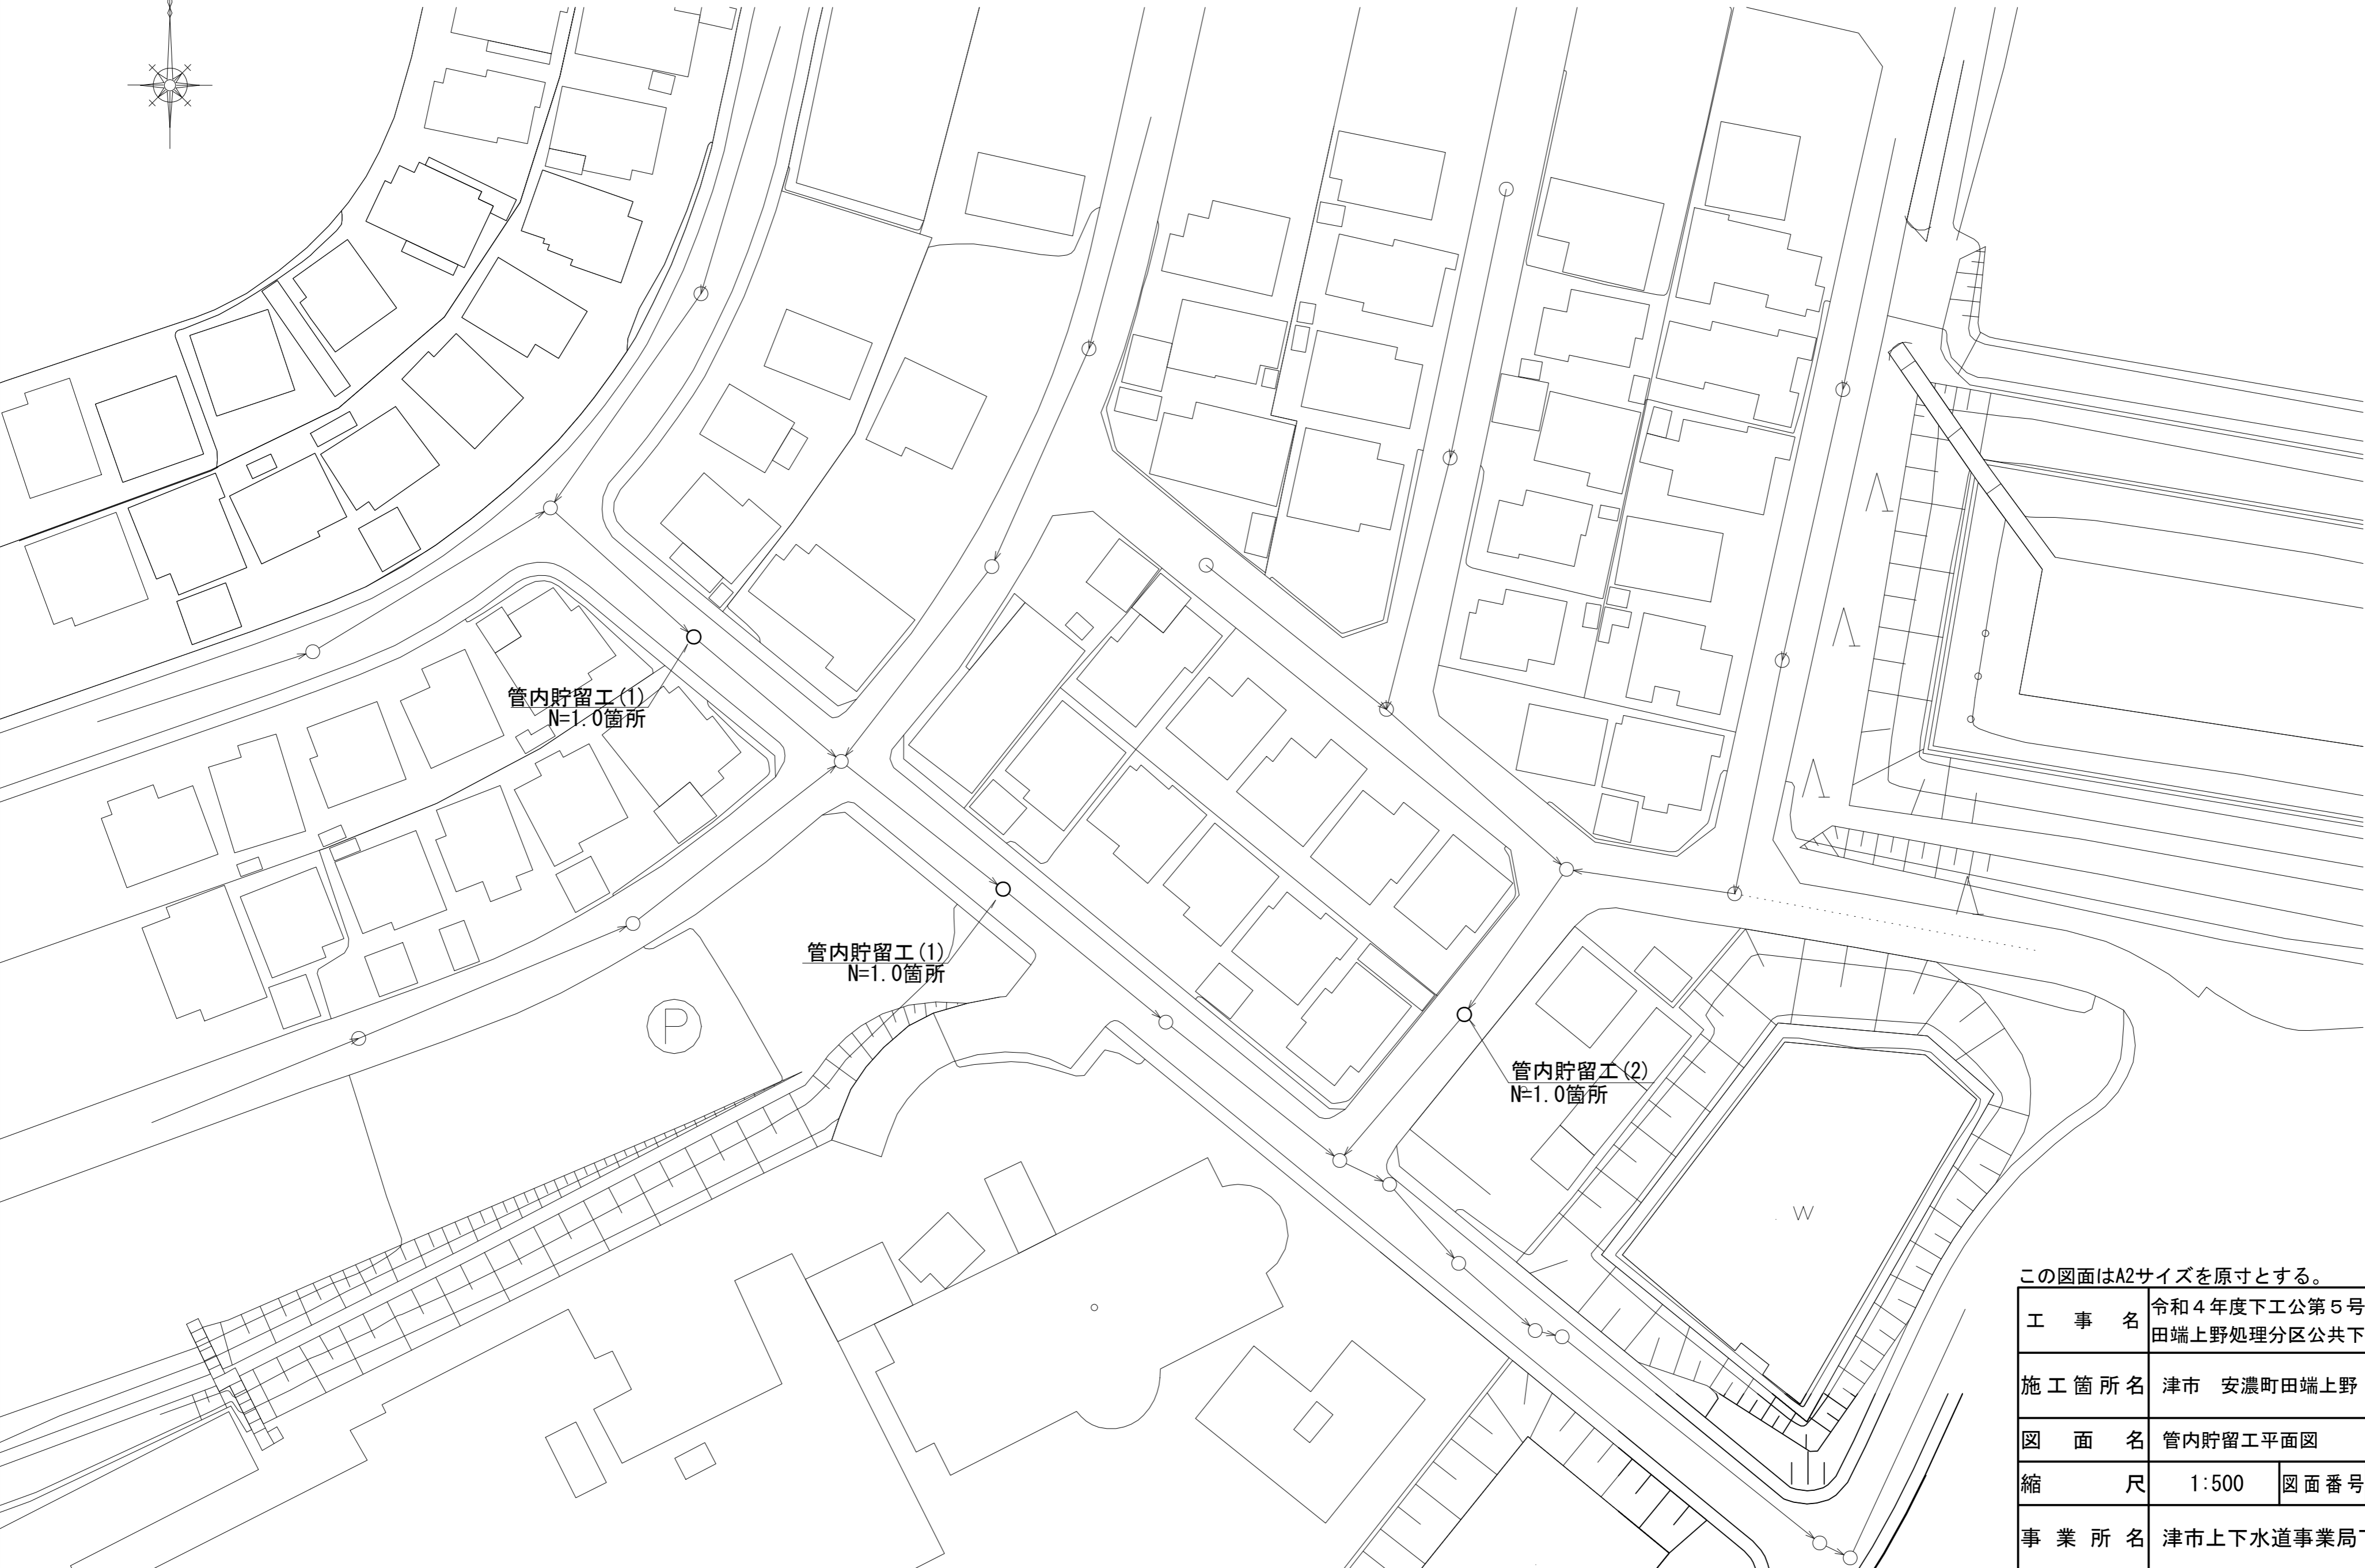 管内貯留工(1)
N=1.0箇所
管内貯留工(1)
N=1.0箇所
管内貯留工(2)
N=1.0箇所
P
W
この図面はA2サイズを原寸とする。
工事名 令和4年度下工公第5号
田端上野処理分区公共下
施工箇所名 津市 安濃町田端上野
図面名 管内貯留工平面図
縮尺 1:500 図面番号
事業所名 津市上下水道事業局